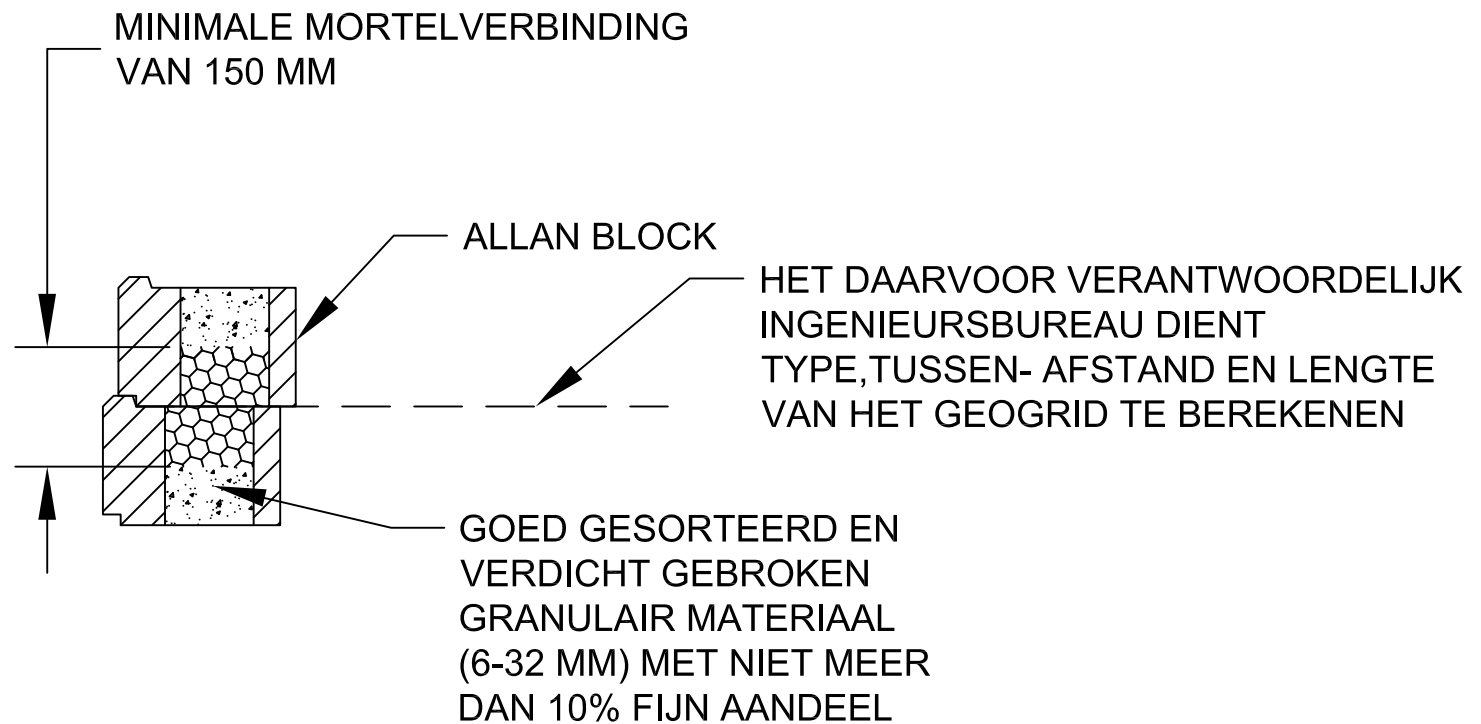 MINIMALE MORTELVERBINDING
VAN 150 MM
ALLAN BLOCK
HET DAARVOOR VERANTWOORDELIJK
INGENIEURSBUREAU DIENT
TYPE,TUSSEN- AFSTAND EN LENGTE
VAN HET GEOGRID TE BEREKENEN
GOED GESORTEERD EN
VERDICHT GEBROKEN
GRANULAIR MATERIAAL
(6-32 MM) MET NIET MEER
DAN 10% FIJN AANDEEL